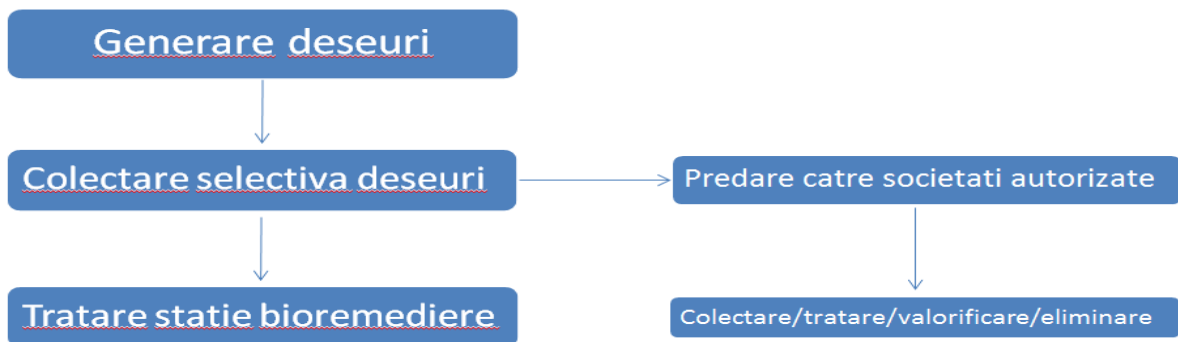 Generare deseuri
Colectare selectiva deseuri
Predare catre societati autorizate
Tratare statie bioremediere
Colectare/tratare/valorificare/eliminare